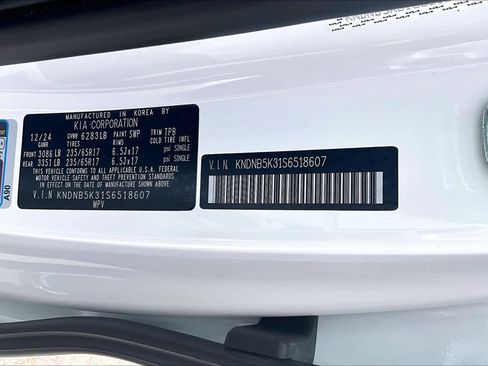 MANUFACTURED IN KOREA BY
KIA CORPORATION
12/24 GVWR 6283LB PAINT SWP TRIM TPB
GAWR TIRES RIMS COLD TIRE INFL
FRONT 3086 LB 235/65R17 6.5Jx17 psi SINGLE
REAR 3351 LB 235/65R17 6.5Jx17 psi SINGLE
THIS VEHICLE CONFORMS TO ALL APPLICABLE U.S.A. FEDERAL
MOTOR VEHICLE SAFETY AND THEFT PREVENTION STANDARDS
IN EFFECT ON THE DATE OF MANUFACTURE SHOWN ABOVE.
V.I.N KNDNB5K31S6518607
MPV
V.I.N KNDNB5K31S6518607
A90